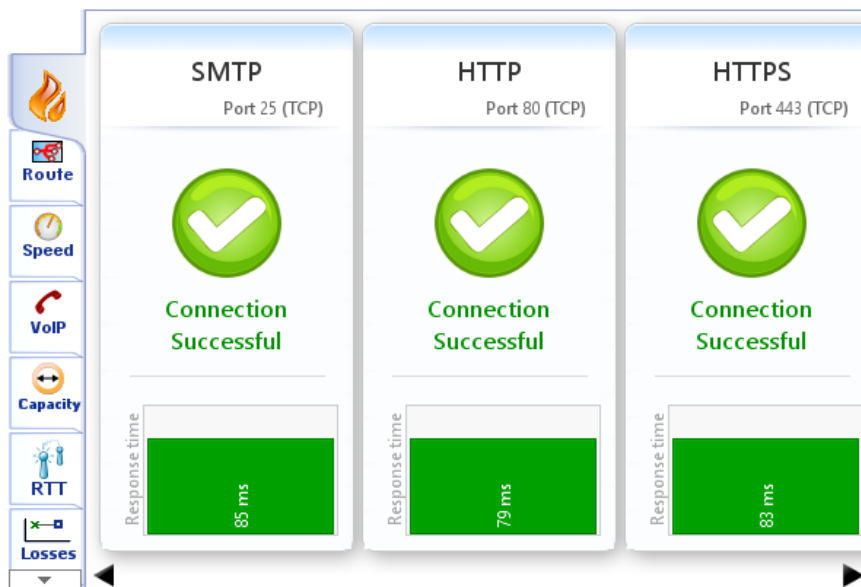 Route
Speed
VoIP
Capacity
RTT
Losses
SMTP
Port 25 (TCP)
Connection
Successful
Response time
85 ms
HTTP
Port 80 (TCP)
Connection
Successful
Response time
79 ms
HTTPS
Port 443 (TCP)
Connection
Successful
Response time
83 ms